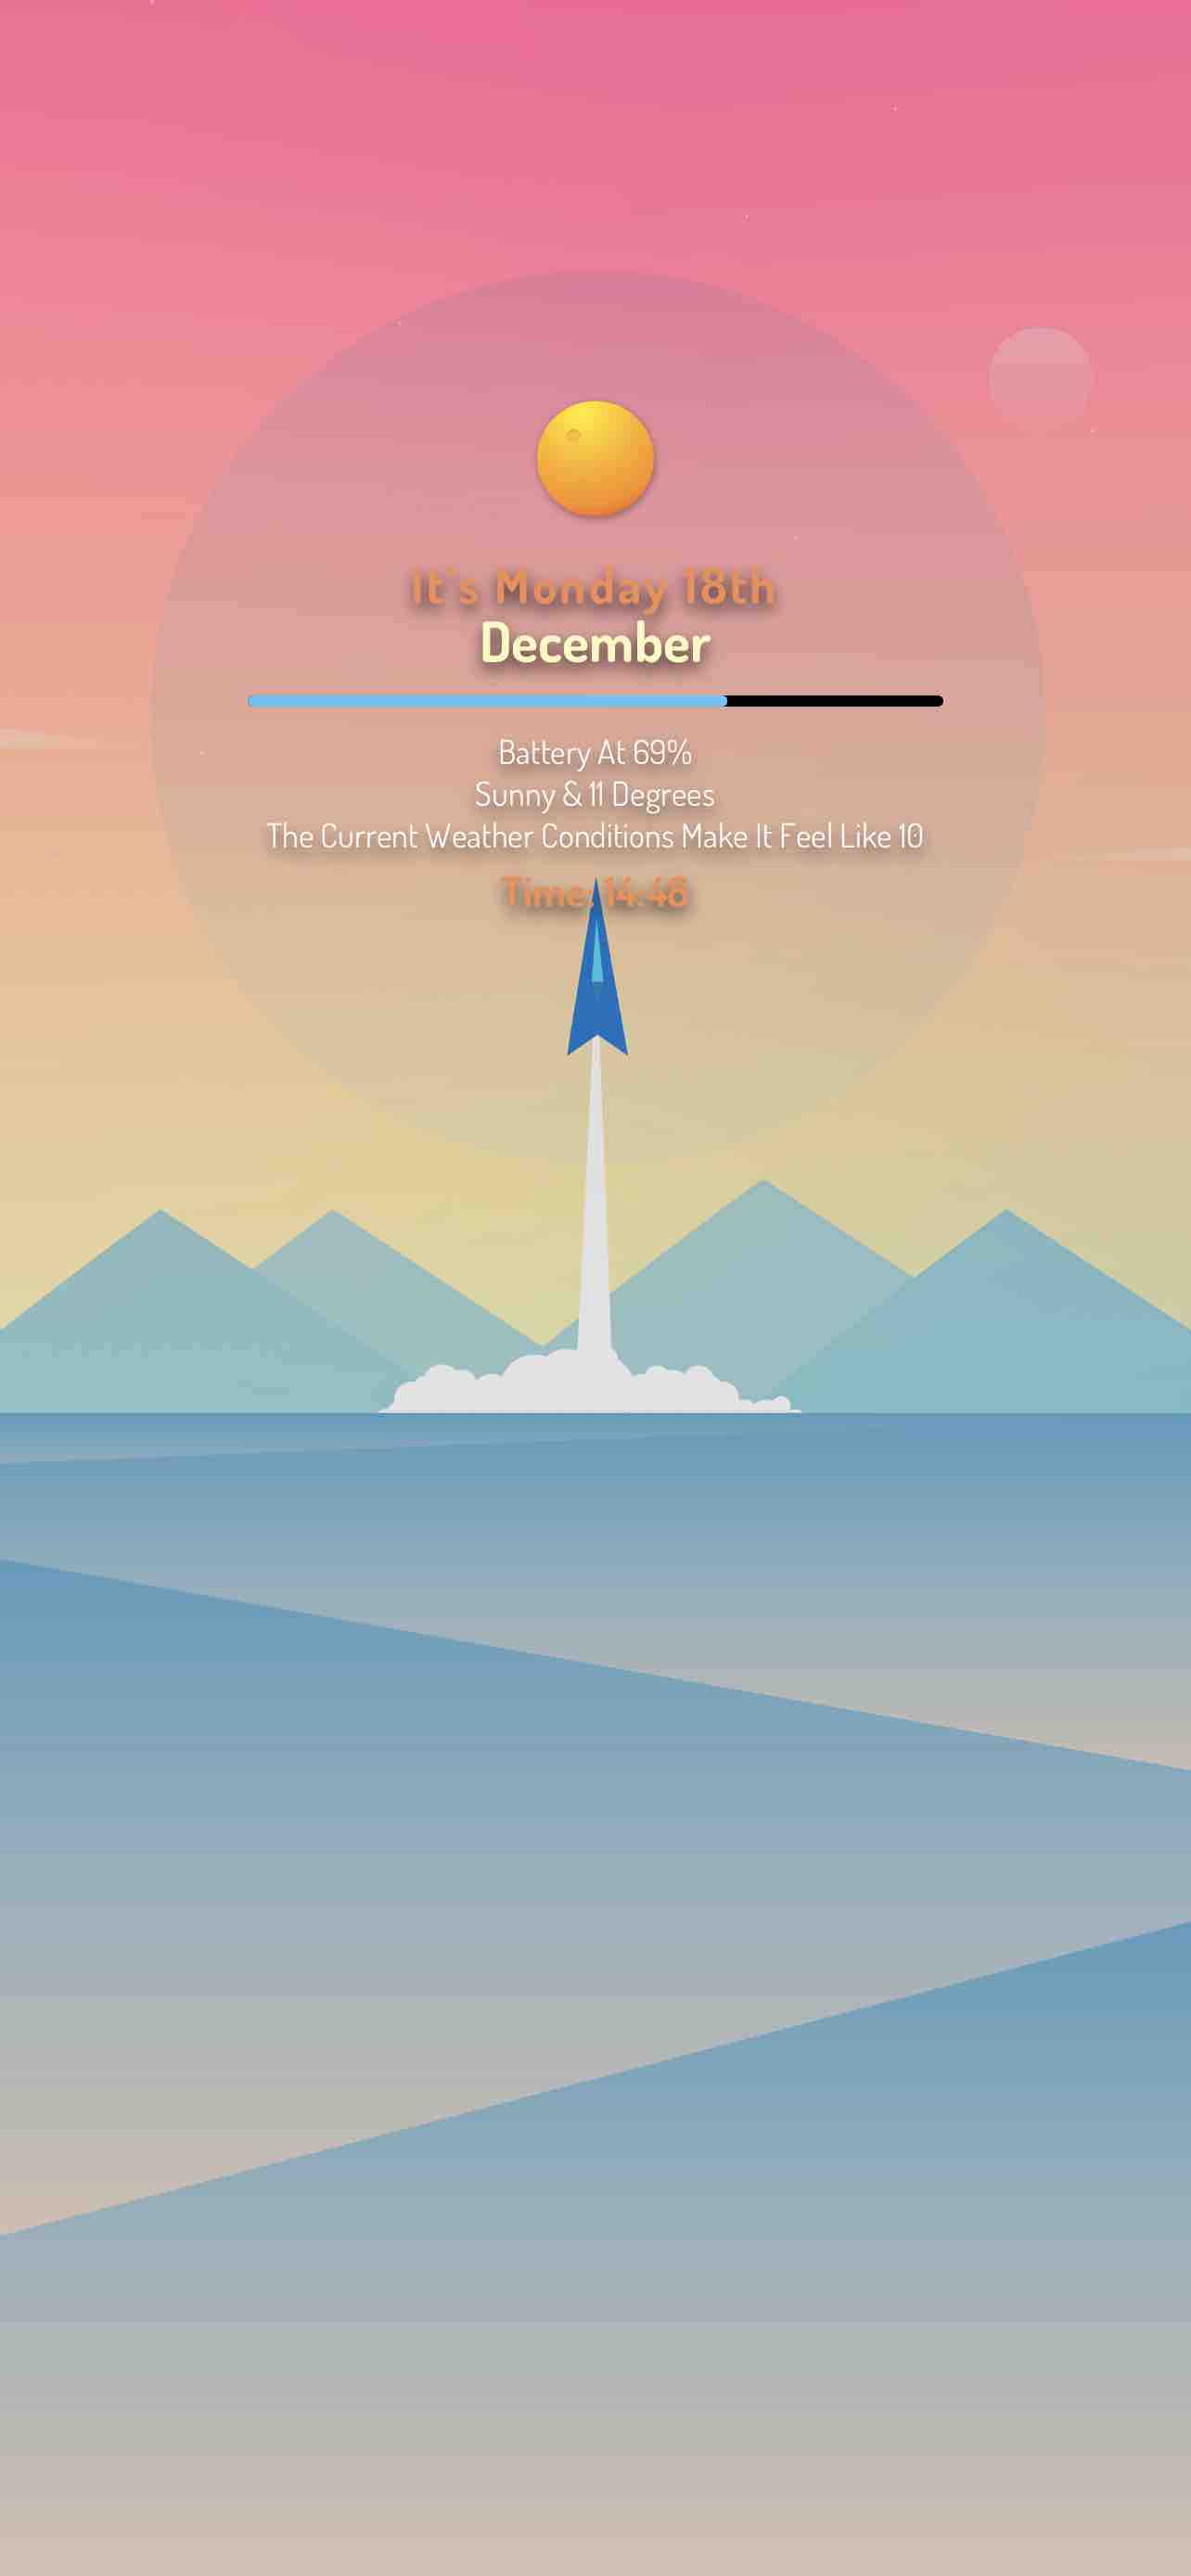 It's Monday 18th
December
Battery At 69%
Sunny & 11 Degrees
The Current Weather Conditions Make It Feel Like 10
Time: 14:46